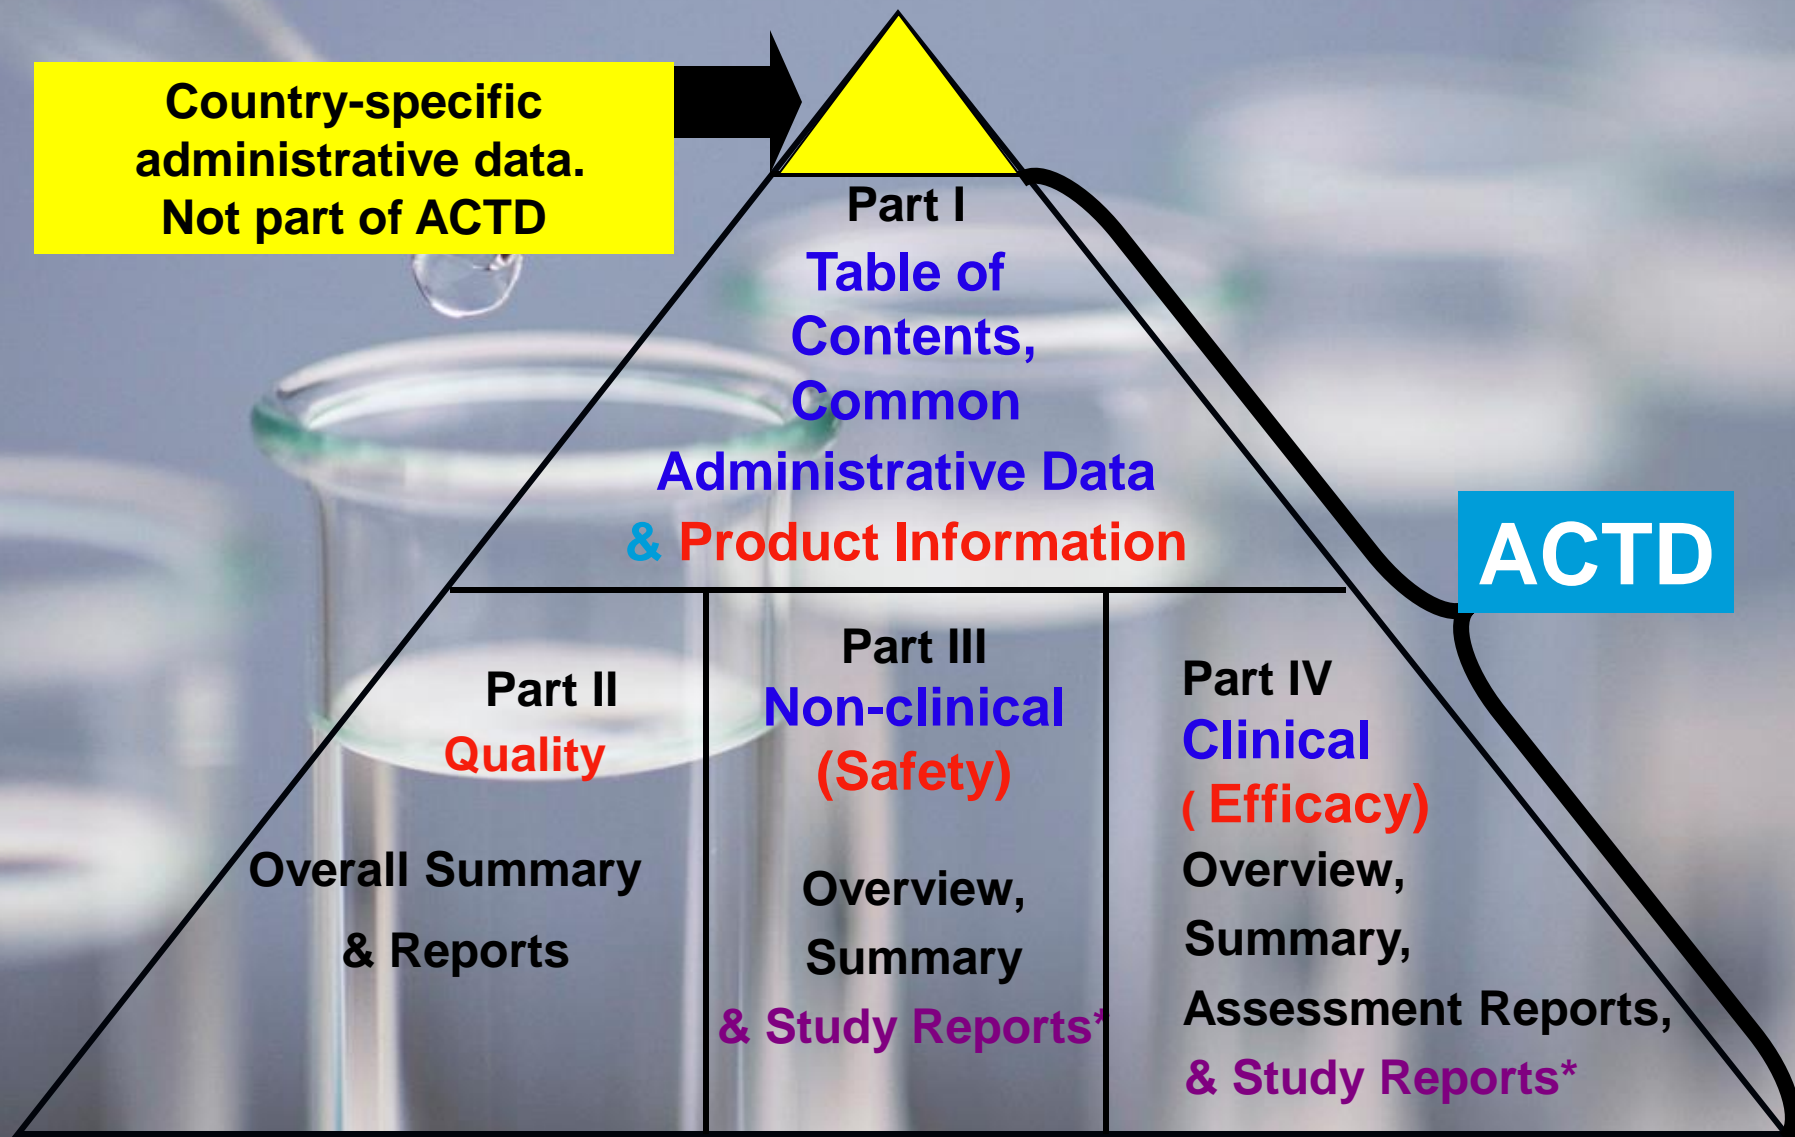 Country-specific
administrative data.
Not part of ACTD
Part I
Table of
Contents,
Common
Administrative Data
& Product Information
ACTD
Part II
Quality
Overall Summary
& Reports
Part III
Non-clinical
(Safety)
Overview,
Summary
& Study Reports*
Part IV
Clinical
( Efficacy)
Overview,
Summary,
Assessment Reports,
& Study Reports*